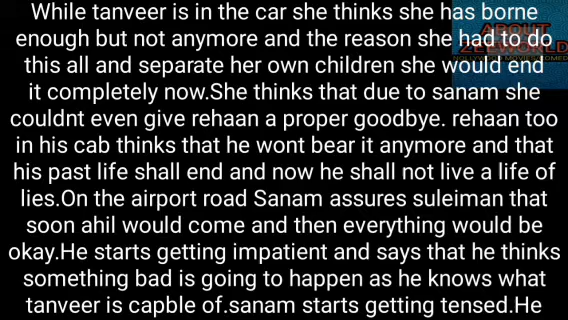 While tanveer is in the car she thinks she has borne
enough but not anymore and the reason she had to do
this all and separate her own children she would end
it completely now.She thinks that due to sanam she
couldnt even give rehaan a proper goodbye. rehaan too
in his cab thinks that he wont bear it anymore and that
his past life shall end and now he shall not live a life of
lies.On the airport road Sanam assures suleiman that
soon ahil would come and then everything would be
okay.He starts getting impatient and says that he thinks
something bad is going to happen as he knows what
tanveer is capble of.sanam starts getting tensed.He
ABOUT
ZEEWORLD